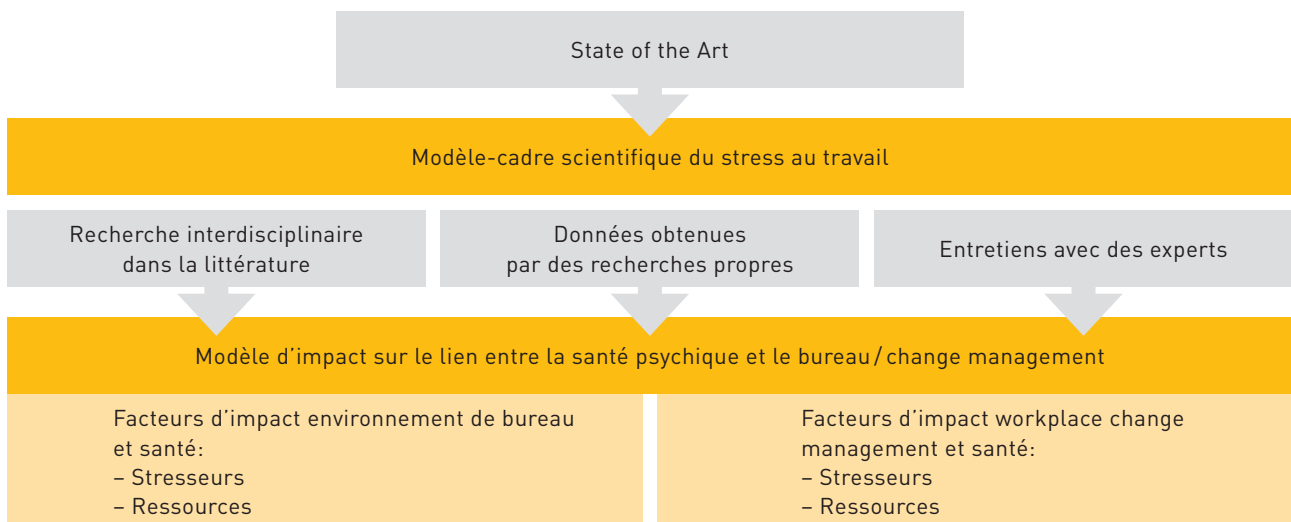 State of the Art
Modèle-cadre scientifique du stress au travail
Recherche interdisciplinaire
dans la littérature
Données obtenues
par des recherches propres
Entretiens avec des experts
Modèle d’impact sur le lien entre la santé psychique et le bureau / change management
Facteurs d’impact environnement de bureau
et santé:
– Stresseurs
– Ressources
Facteurs d’impact workplace change
management et santé:
– Stresseurs
– Ressources